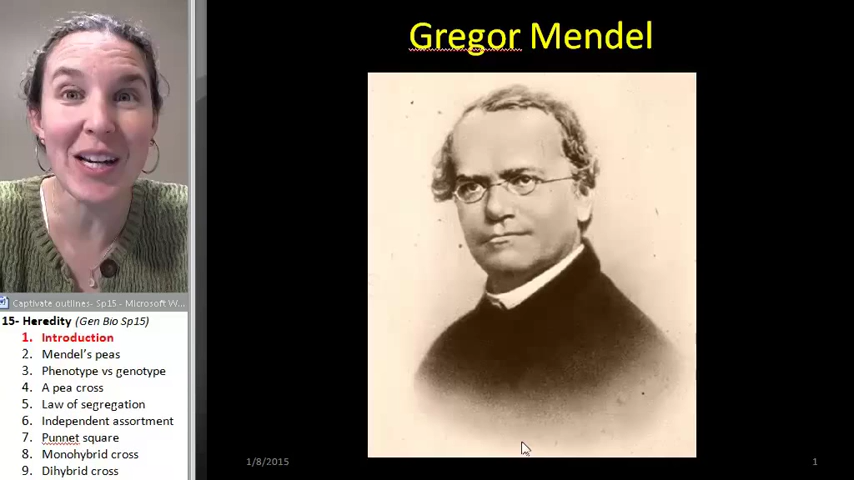 Gregor Mendel
Captivate outlines- Sp15 - Microsoft W...
15- Heredity (Gen Bio Sp15)
1. Introduction
2. Mendel's peas
3. Phenotype vs genotype
4. A pea cross
5. Law of segregation
6. Independent assortment
7. Punnet square
8. Monohybrid cross
9. Dihybrid cross
1/8/2015
1